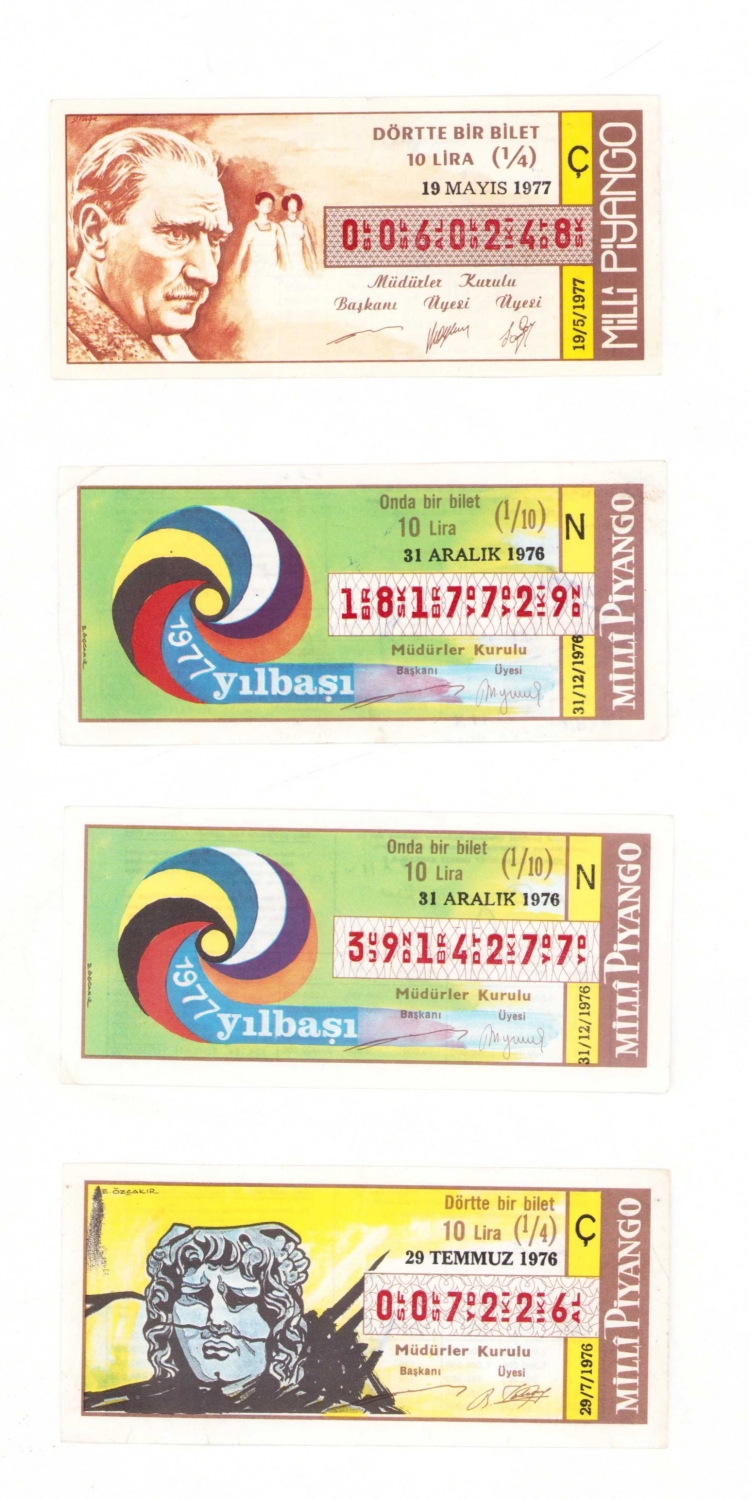 DÖRTTE BİR BİLET
10 LİRA (1/4)
19 MAYIS 1977
0 0 6 0 2 4 8
Müdürler Kurulu
Başkanı Üyesi Üyesi
Ç
19/5/1977
MİLLÎ PİYANGO
Onda bir bilet
10 Lira (1/10)
31 ARALIK 1976
1 8 1 7 7 2 9
Müdürler Kurulu
Başkanı Üyesi
1977
yılbaşı
N
31/12/1976
MİLLÎ PİYANGO
Onda bir bilet
10 Lira (1/10)
31 ARALIK 1976
3 9 1 4 2 7 7
Müdürler Kurulu
Başkanı Üyesi
1977
yılbaşı
N
31/12/1976
MİLLÎ PİYANGO
E. ÖZÇAKIR
Dörtte bir bilet
10 Lira (1/4)
29 TEMMUZ 1976
0 0 7 2 2 6
Müdürler Kurulu
Başkanı Üyesi
Ç
29/7/1976
MİLLÎ PİYANGO